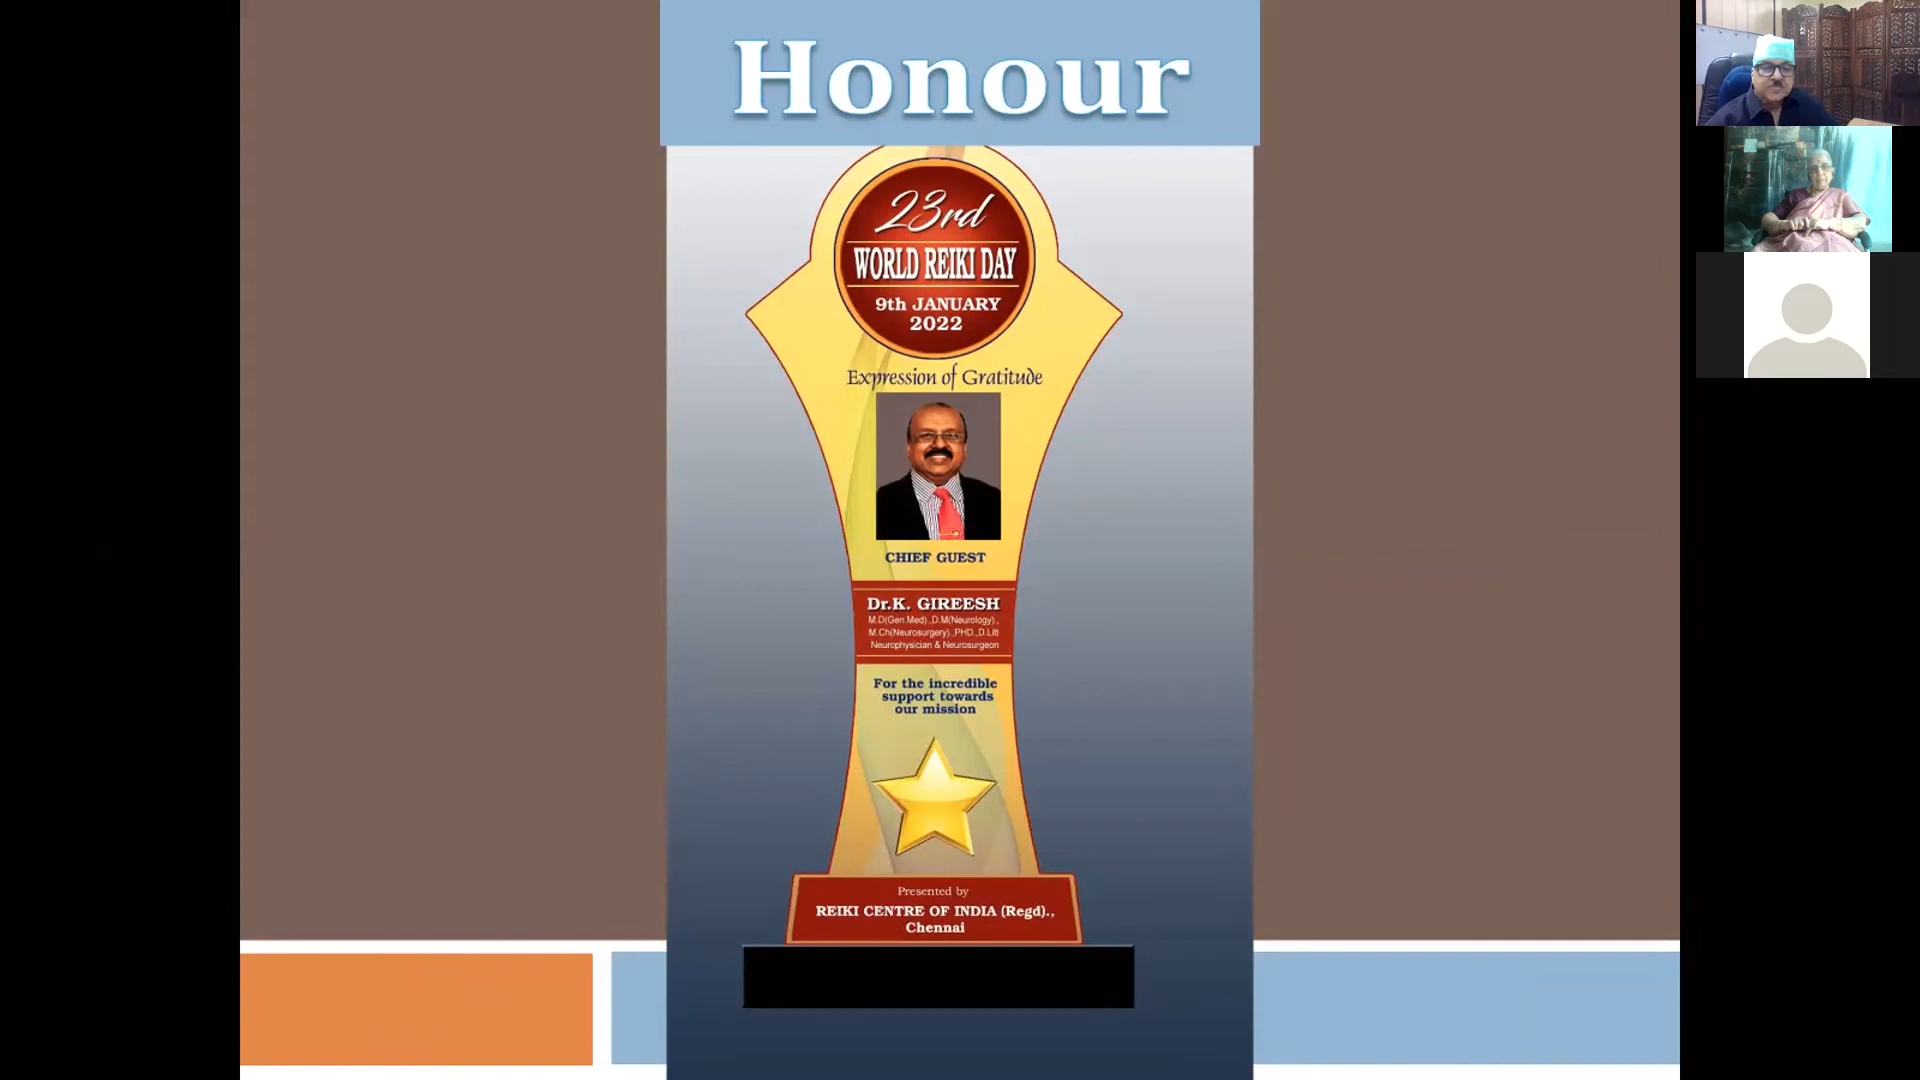 Honour
23rd
WORLD REIKI DAY
9th JANUARY
2022
Expression of Gratitude
CHIEF GUEST
Dr.K. GIREESH
M.D(Gen.Med).,D.M(Neurology).,
M.Ch(Neurosurgery).,PHD.,D.Litt
Neurophysician & Neurosurgeon
For the incredible
support towards
our mission
Presented by
REIKI CENTRE OF INDIA (Regd).,
Chennai